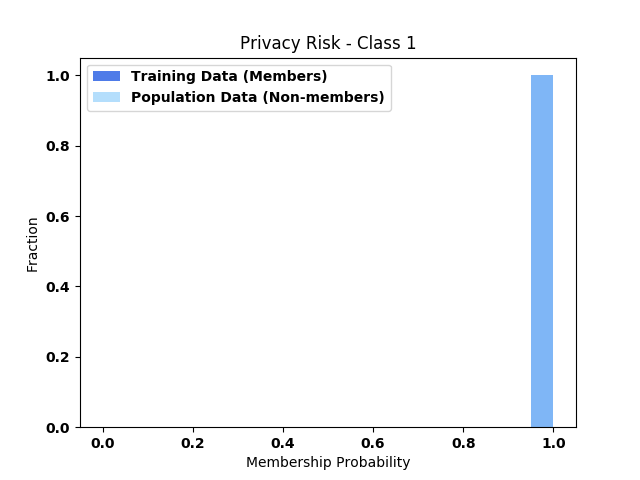 Privacy Risk - Class 1
Training Data (Members)
Population Data (Non-members)
1.0
0.8
0.6
0.4
0.2
0.0
Fraction
0.0 0.2 0.4 0.6 0.8 1.0
Membership Probability